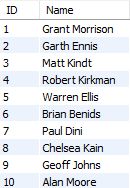 ID Name
1 Grant Morrison
2 Garth Ennis
3 Matt Kindt
4 Robert Kirkman
5 Warren Ellis
6 Brian Benids
7 Paul Dini
8 Chelsea Kain
9 Geoff Johns
10 Alan Moore